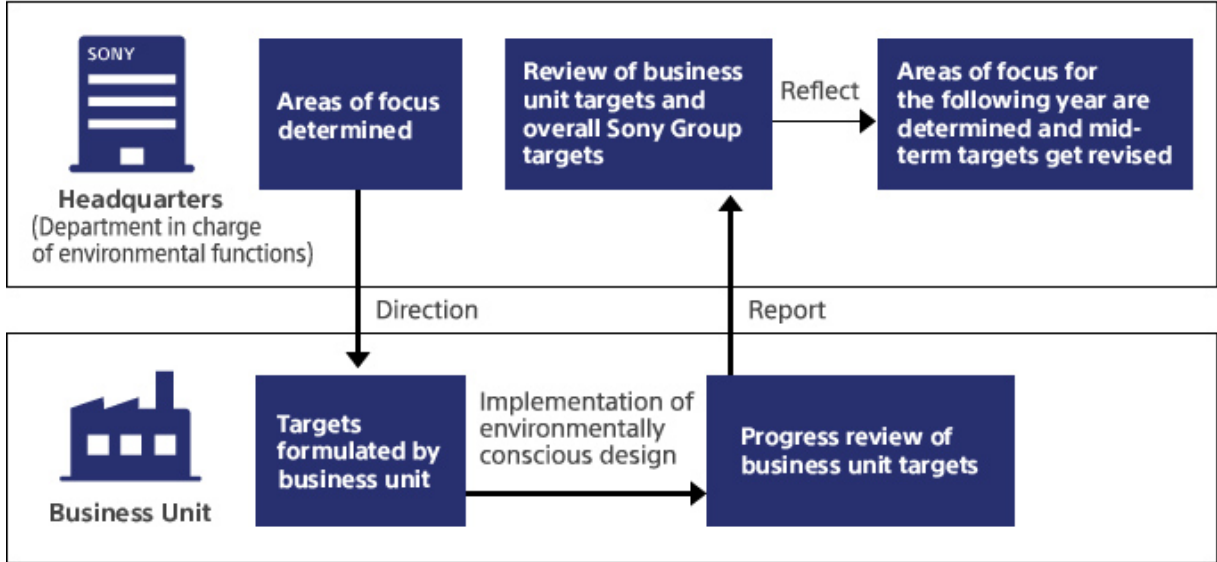 SONY
Headquarters
(Department in charge
of environmental functions)
Areas of focus
determined
Review of business
unit targets and
overall Sony Group
targets
Reflect
Areas of focus for
the following year are
determined and mid-
term targets get revised
Direction
Report
Business Unit
Targets
formulated by
business unit
Implementation of
environmentally
conscious design
Progress review of
business unit targets